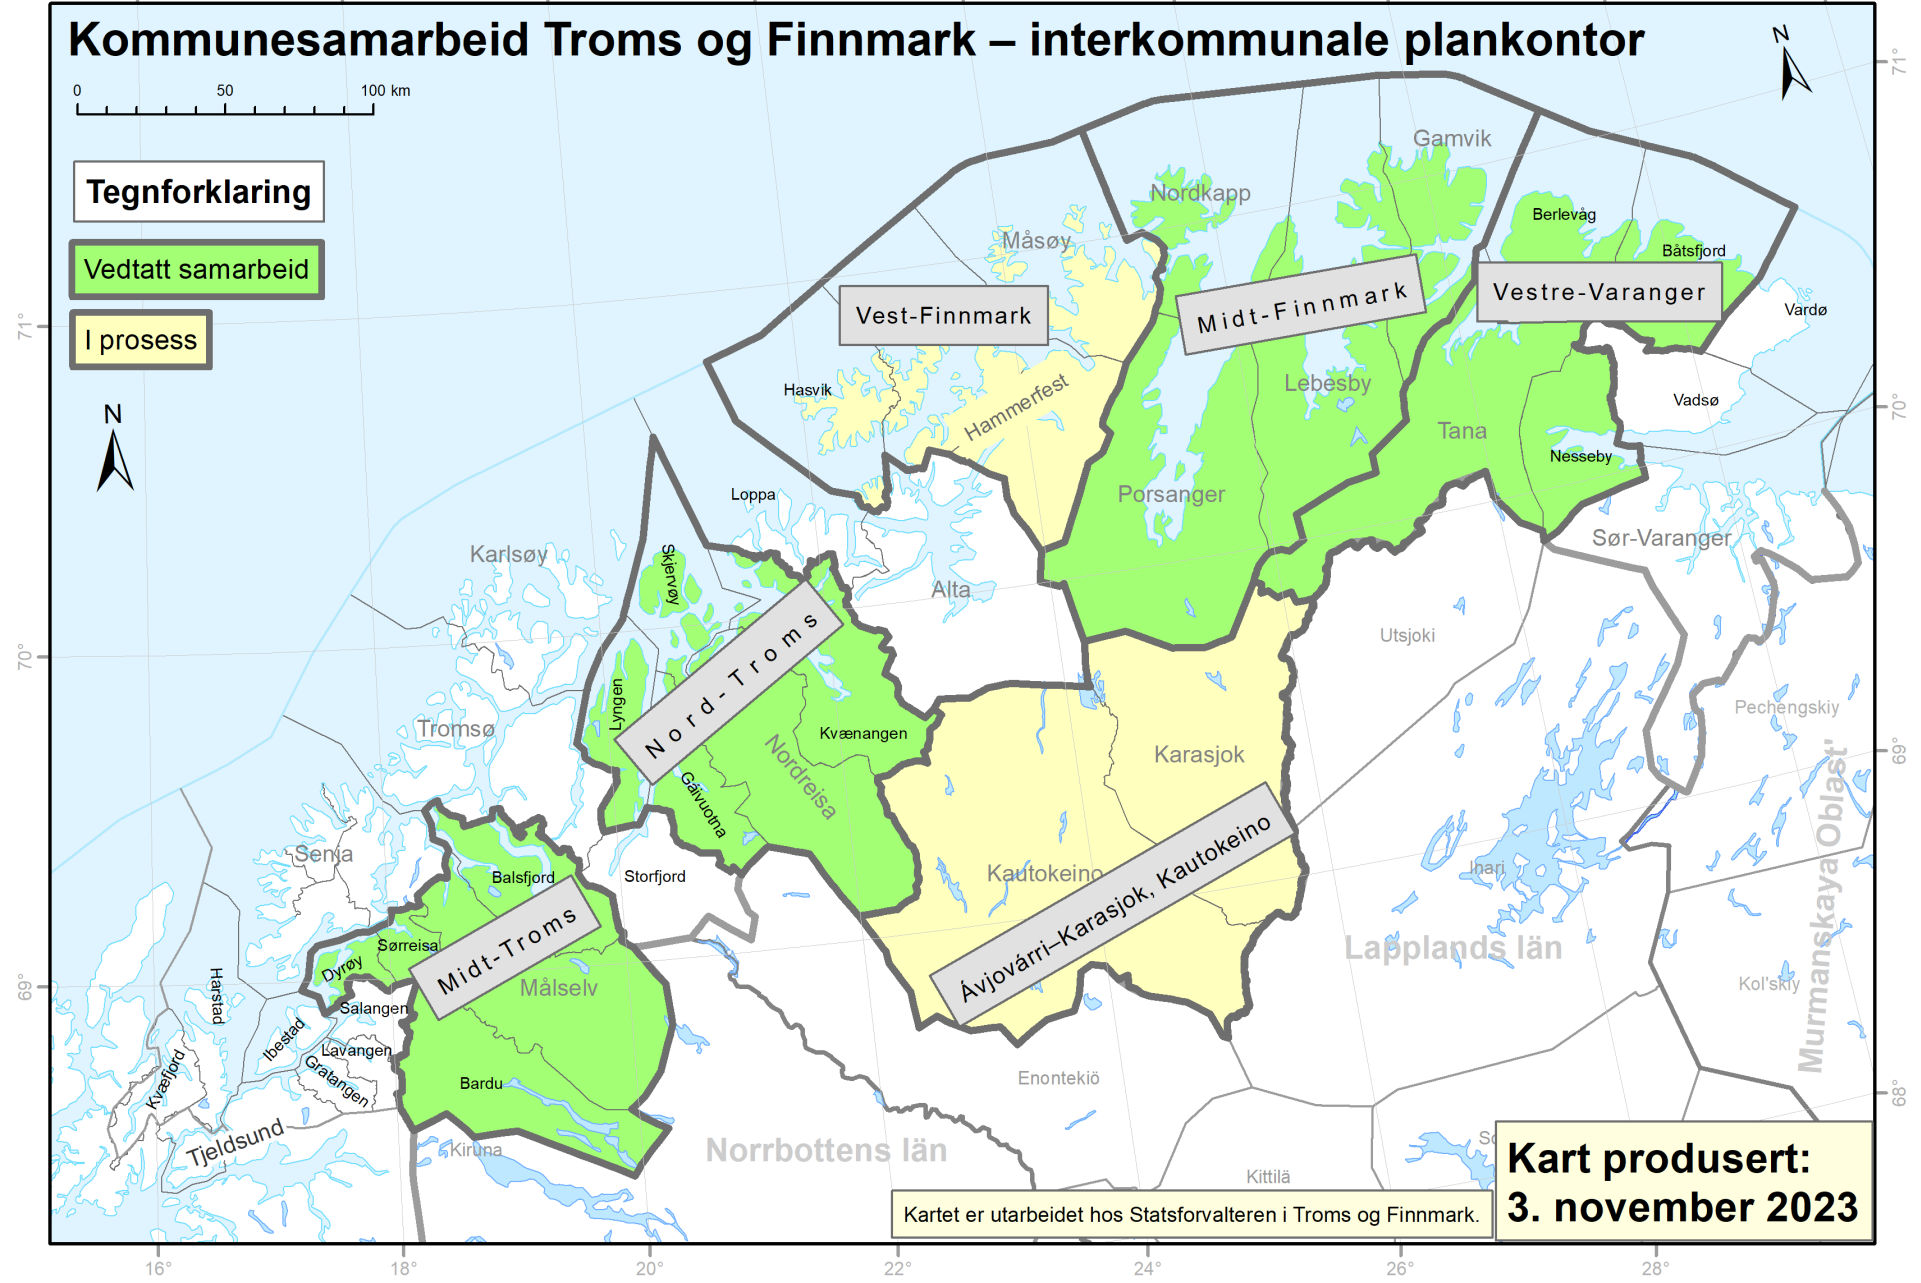 Kommunesamarbeid Troms og Finnmark – interkommunale plankontor
0 50 100 km
N
N
Tegnforklaring
Vedtatt samarbeid
I prosess
71°
70°
69°
71°
70°
69°
68°
16°
18°
20°
22°
24°
26°
28°
Gamvik
Nordkapp
Måsøy
Berlevåg
Båtsfjord
Vardø
Vest-Finnmark
Midt-Finnmark
Vestre-Varanger
Hasvik
Hammerfest
Lebesby
Vadsø
Tana
Nesseby
Porsanger
Loppa
Sør-Varanger
Karlsøy
Skjervøy
Alta
Utsjoki
Nord-Troms
Lyngen
Tromsø
Kvænangen
Nordreisa
Gáivuotna
Karasjok
Pechengskiy
Senja
Balsfjord
Storfjord
Kautokeino
Ávjovárri–Karasjok, Kautokeino
Inari
Lapplands län
Murmanskaya Oblast'
Kol'skiy
Midt-Troms
Sørreisa
Dyrøy
Målselv
Salangen
Harstad
Ibestad
Lavangen
Gratangen
Kvæfjord
Bardu
Tjeldsund
Kiruna
Norrbottens län
Enontekiö
Kittilä
So
Kartet er utarbeidet hos Statsforvalteren i Troms og Finnmark.
Kart produsert:
3. november 2023